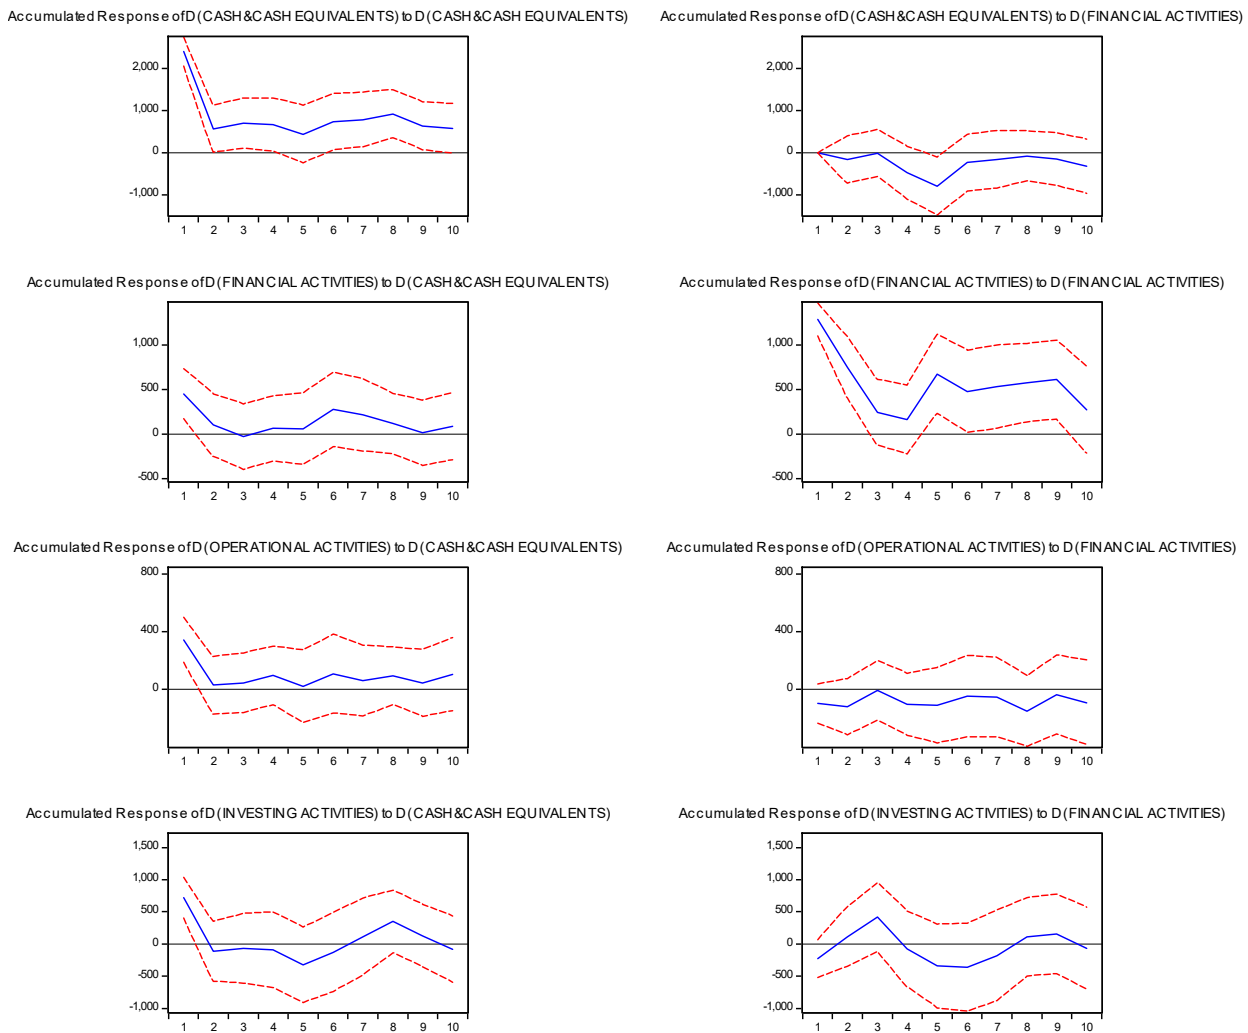 Accumulated Response of D(CASH&CASH EQUIVALENTS) to D(CASH&CASH EQUIVALENTS)
2,000
1,000
0
-1,000
1 2 3 4 5 6 7 8 9 10
Accumulated Response of D(CASH&CASH EQUIVALENTS) to D(FINANCIAL ACTIVITIES)
2,000
1,000
0
-1,000
1 2 3 4 5 6 7 8 9 10
Accumulated Response of D(FINANCIAL ACTIVITIES) to D(CASH&CASH EQUIVALENTS)
1,000
500
0
-500
1 2 3 4 5 6 7 8 9 10
Accumulated Response of D(FINANCIAL ACTIVITIES) to D(FINANCIAL ACTIVITIES)
1,000
500
0
-500
1 2 3 4 5 6 7 8 9 10
Accumulated Response of D(OPERATIONAL ACTIVITIES) to D(CASH&CASH EQUIVALENTS)
800
400
0
1 2 3 4 5 6 7 8 9 10
Accumulated Response of D(OPERATIONAL ACTIVITIES) to D(FINANCIAL ACTIVITIES)
800
400
0
1 2 3 4 5 6 7 8 9 10
Accumulated Response of D(INVESTING ACTIVITIES) to D(CASH&CASH EQUIVALENTS)
1,500
1,000
500
0
-500
-1,000
1 2 3 4 5 6 7 8 9 10
Accumulated Response of D(INVESTING ACTIVITIES) to D(FINANCIAL ACTIVITIES)
1,500
1,000
500
0
-500
-1,000
1 2 3 4 5 6 7 8 9 10